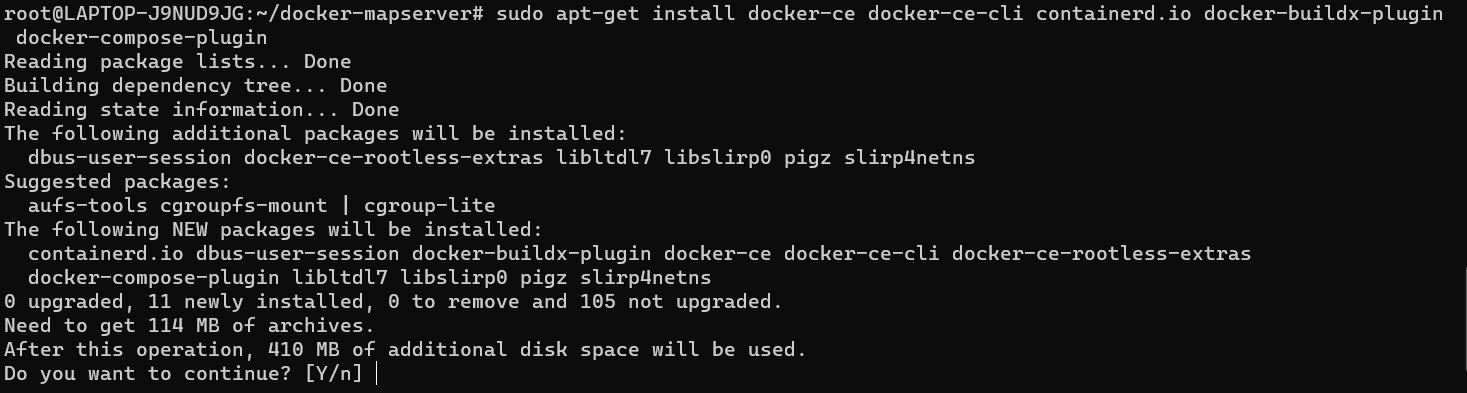 root@LAPTOP-J9NUD9JG:~/docker-mapserver# sudo apt-get install docker-ce docker-ce-cli containerd.io docker-buildx-plugin
 docker-compose-plugin
Reading package lists... Done
Building dependency tree... Done
Reading state information... Done
The following additional packages will be installed:
  dbus-user-session docker-ce-rootless-extras libltdl7 libslirp0 pigz slirp4netns
Suggested packages:
  aufs-tools cgroupfs-mount | cgroup-lite
The following NEW packages will be installed:
  containerd.io dbus-user-session docker-buildx-plugin docker-ce docker-ce-cli docker-ce-rootless-extras
  docker-compose-plugin libltdl7 libslirp0 pigz slirp4netns
0 upgraded, 11 newly installed, 0 to remove and 105 not upgraded.
Need to get 114 MB of archives.
After this operation, 410 MB of additional disk space will be used.
Do you want to continue? [Y/n]